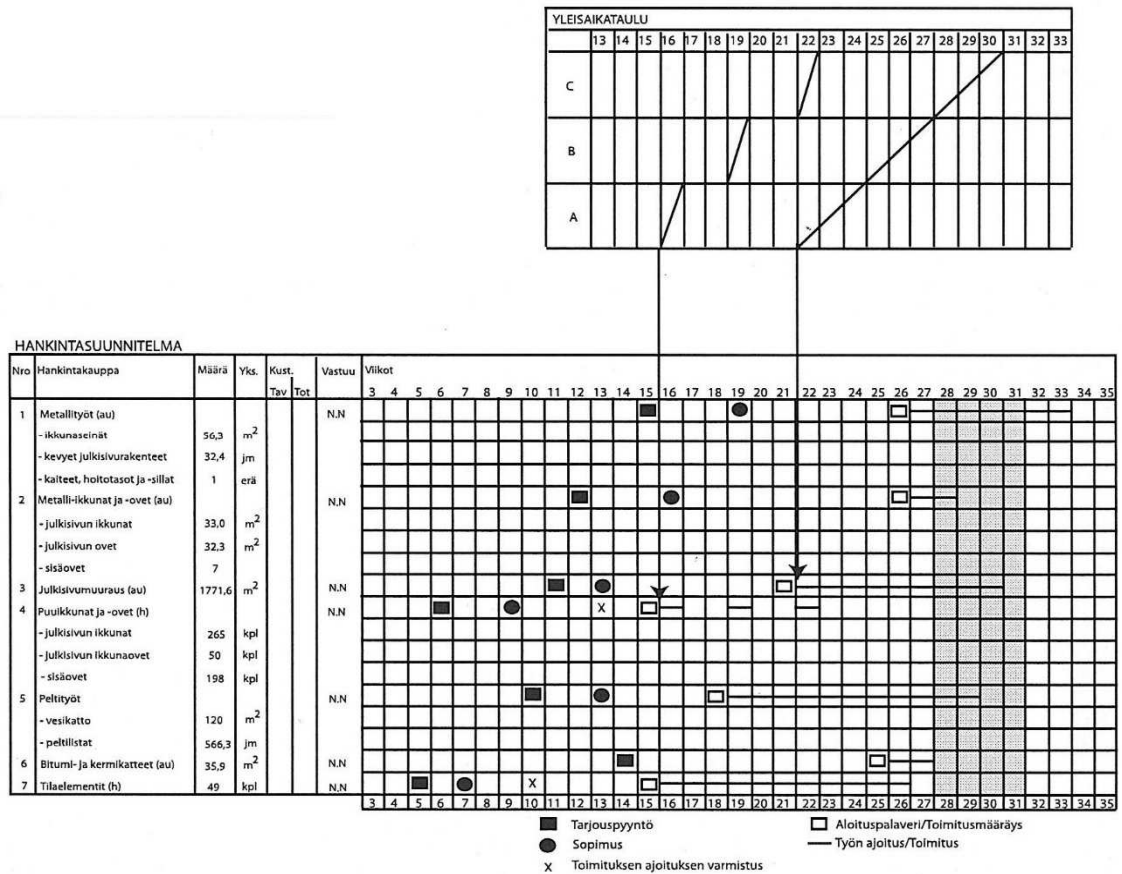 YLEISAIKATAULU
13 14 15 16 17 18 19 20 21 22 23 24 25 26 27 28 29 30 31 32 33
C
B
A
HANKINTASUUNNITELMA
Nro Hankintakauppa Määrä Yks. Kust. Vastuu Viikot
Tav Tot 3 4 5 6 7 8 9 10 11 12 13 14 15 16 17 18 19 20 21 22 23 24 25 26 27 28 29 30 31 32 33 34 35
1 Metallityöt (au) N.N
- ikkunaseinät 56,3 m²
- kevyet julkisivurakenteet 32,4 jm
- kaiteet, hoitotasot ja -sillat 1 erä
2 Metalli-ikkunat ja -ovet (au) N.N
- julkisivun ikkunat 33,0 m²
- julkisivun ovet 32,3 m²
- sisäovet 7
3 Julkisivumuuraus (au) 1771,6 m² N.N
4 Puuikkunat ja -ovet (h) N.N x
- julkisivun ikkunat 265 kpl
- julkisivun ikkunaovet 50 kpl
- sisäovet 198 kpl
5 Peltityöt N.N
- vesikatto 120 m²
- peltilistat 566,3 jm
6 Bitumi- ja kermikatteet (au) 35,9 m² N.N
7 Tilaelementit (h) 49 kpl N.N x
3 4 5 6 7 8 9 10 11 12 13 14 15 16 17 18 19 20 21 22 23 24 25 26 27 28 29 30 31 32 33 34 35
Tarjouspyyntö Aloituspalaveri/Toimitusmääräys
Sopimus Työn ajoitus/Toimitus
x Toimituksen ajoituksen varmistus